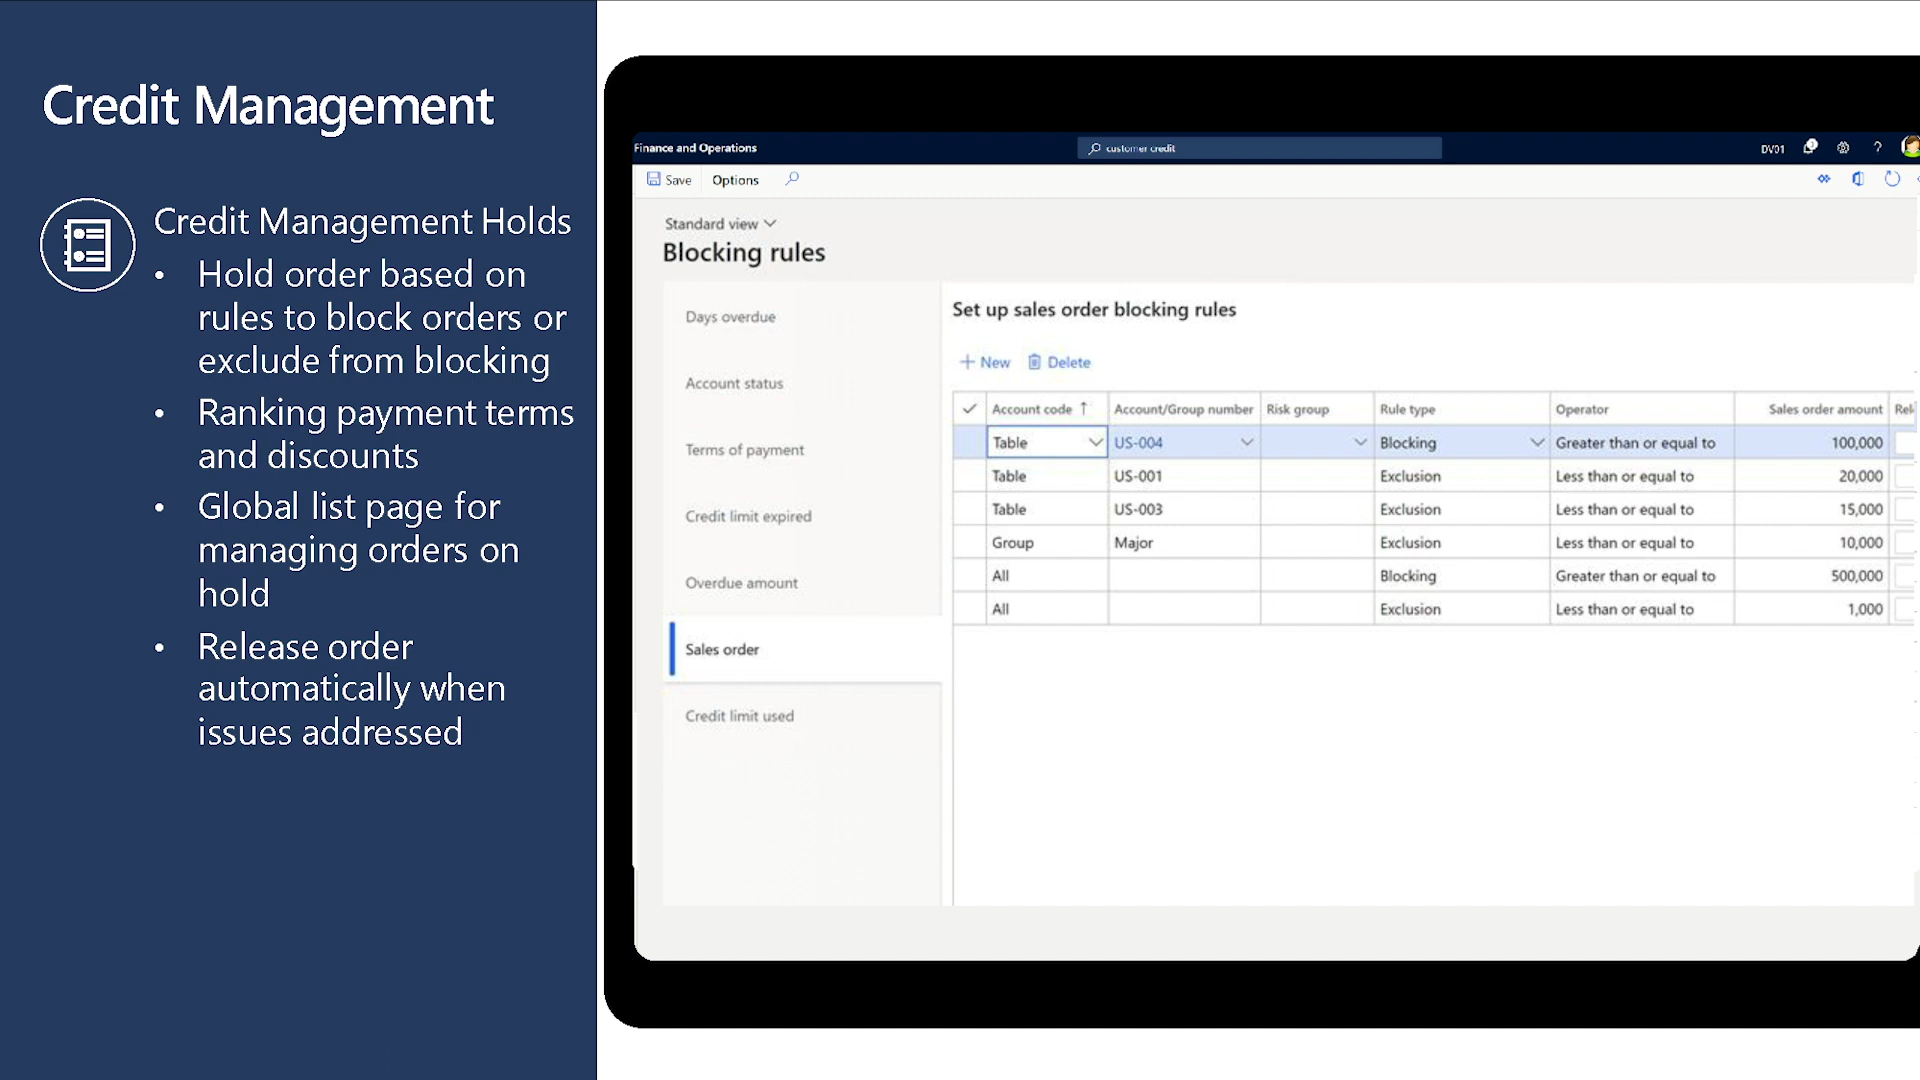 Credit Management
Credit Management Holds
• Hold order based on
rules to block orders or
exclude from blocking
• Ranking payment terms
and discounts
• Global list page for
managing orders on
hold
• Release order
automatically when
issues addressed
Finance and Operations
customer credit
DV01
1
?
Save Options
Standard view
Blocking rules
Days overdue
Account status
Terms of payment
Credit limit expired
Overdue amount
Sales order
Credit limit used
Set up sales order blocking rules
+ New Delete
Account code ↑ Account/Group number Risk group Rule type Operator Sales order amount
Table US-004 Blocking Greater than or equal to 100,000
Table US-001 Exclusion Less than or equal to 20,000
Table US-003 Exclusion Less than or equal to 15,000
Group Major Exclusion Less than or equal to 10,000
All Blocking Greater than or equal to 500,000
All Exclusion Less than or equal to 1,000